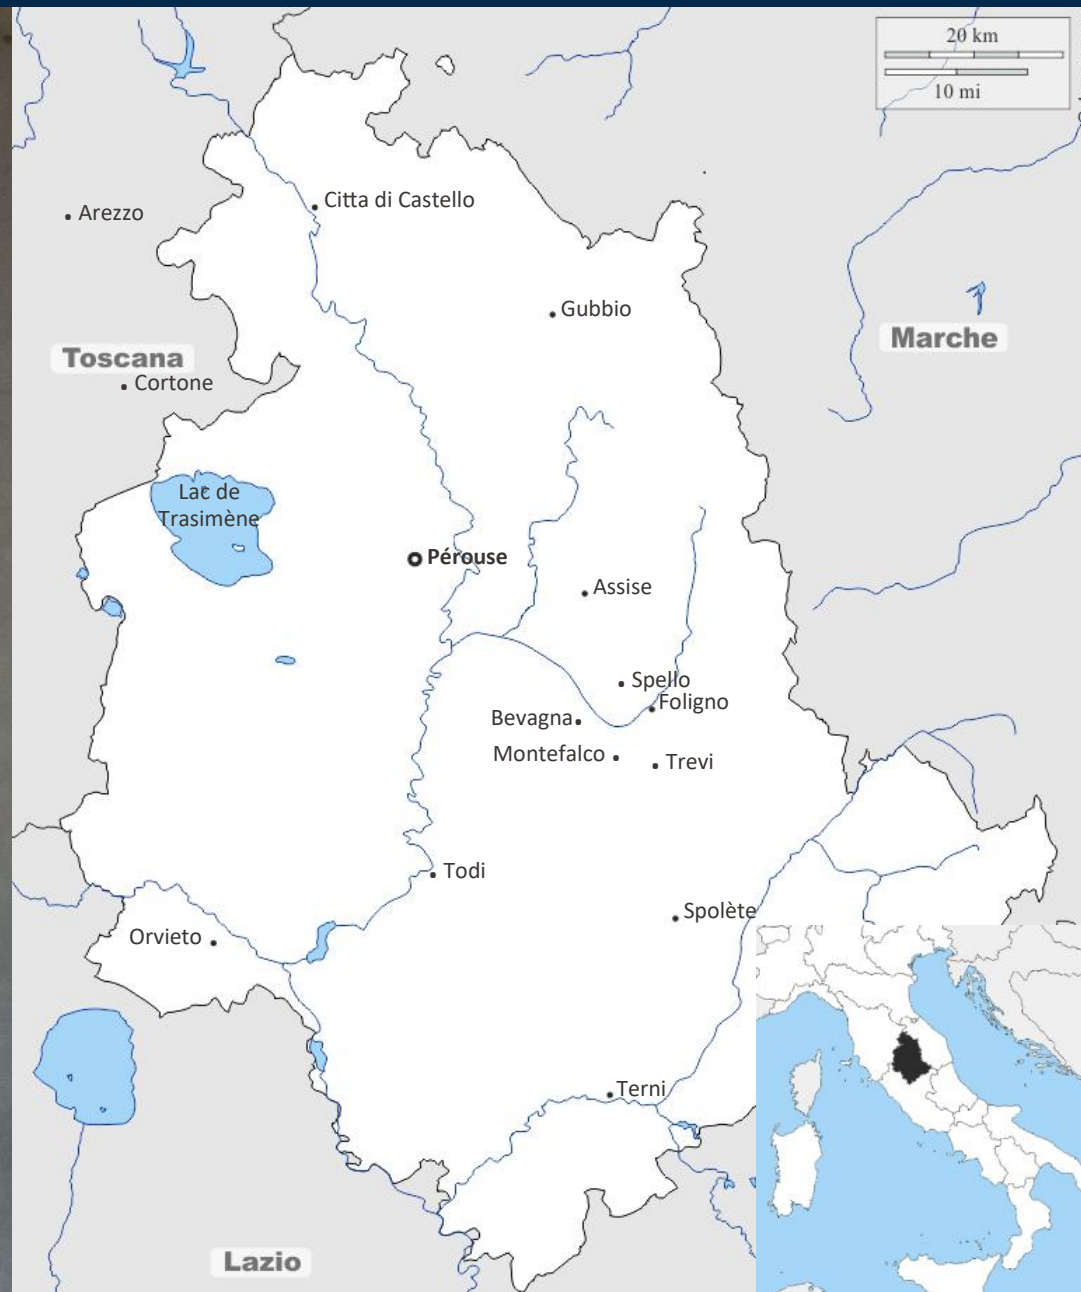 20 km
10 mi
Citta di Castello
Arezzo
Gubbio
Marche
Toscana
Cortone
Lac de
Trasimène
Pérouse
Assise
Spello
Foligno
Bevagna
Montefalco
Trevi
Todi
Spolète
Orvieto
Terni
Lazio